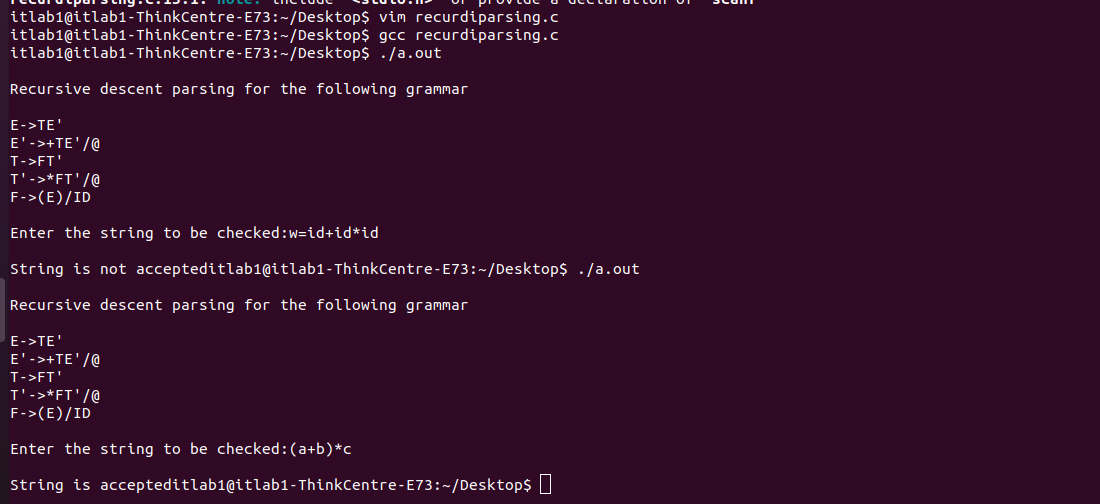 recurdiparsing.c:13:1: note: include '<stdio.h>' or provide a declaration of 'scanf'
itlab1@itlab1-ThinkCentre-E73:~/Desktop$ vim recurdiparsing.c
itlab1@itlab1-ThinkCentre-E73:~/Desktop$ gcc recurdiparsing.c
itlab1@itlab1-ThinkCentre-E73:~/Desktop$ ./a.out
Recursive descent parsing for the following grammar
E->TE'
E'->+TE'/@
T->FT'
T'->*FT'/@
F->(E)/ID
Enter the string to be checked:w=id+id*id
String is not accepteditlab1@itlab1-ThinkCentre-E73:~/Desktop$ ./a.out
Recursive descent parsing for the following grammar
E->TE'
E'->+TE'/@
T->FT'
T'->*FT'/@
F->(E)/ID
Enter the string to be checked:(a+b)*c
String is accepteditlab1@itlab1-ThinkCentre-E73:~/Desktop$